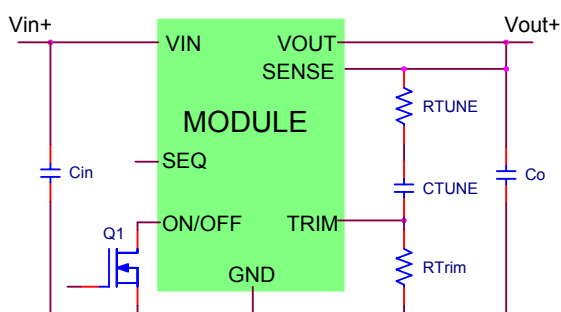 Vin+
Vout+
VIN
VOUT
SENSE
RTUNE
MODULE
SEQ
Cin
CTUNE
Co
ON/OFF
TRIM
Q1
GND
RTrim